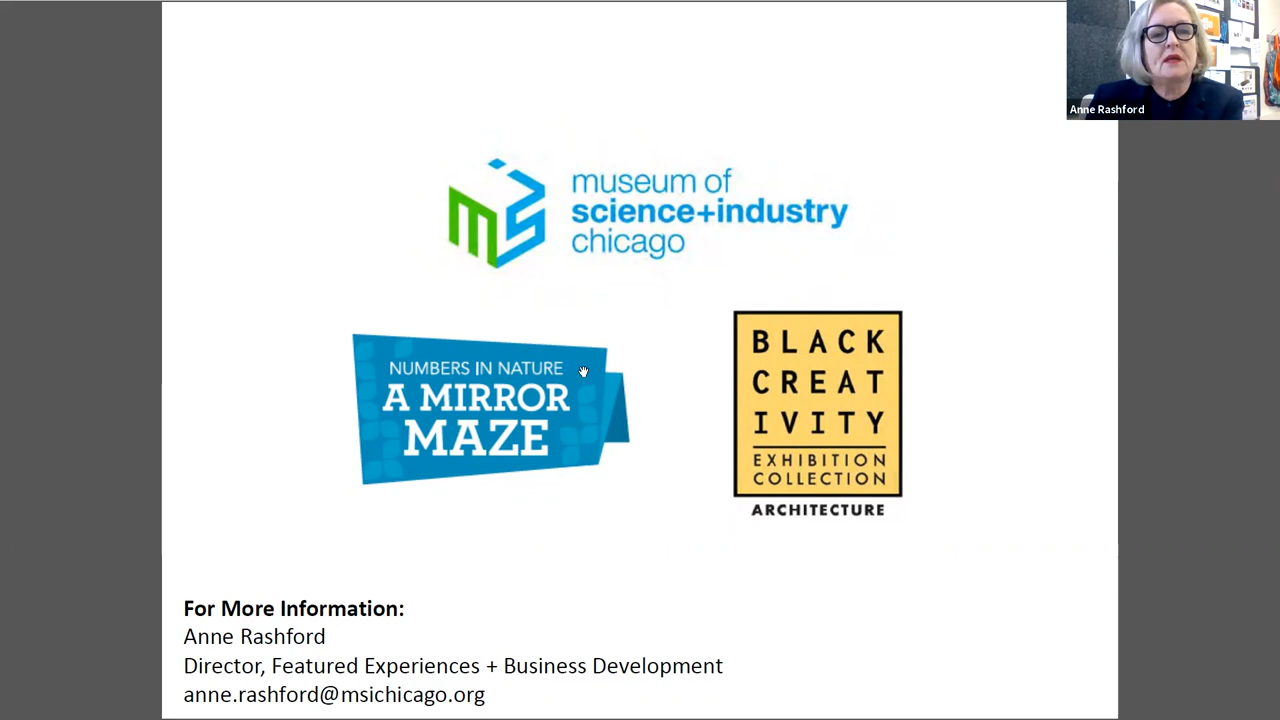 Anne Rashford
museum of
science+industry
chicago
NUMBERS IN NATURE
A MIRROR
MAZE
BLACK
CREAT
IVITY
EXHIBITION
COLLECTION
ARCHITECTURE
For More Information:
Anne Rashford
Director, Featured Experiences + Business Development
anne.rashford@msichicago.org